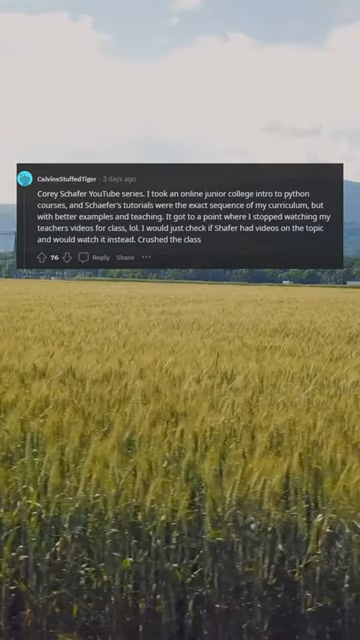 CalvinsStuffedTiger · 3 days ago
Corey Schafer YouTube series. I took an online junior college intro to python
courses, and Schaefer's tutorials were the exact sequence of my curriculum, but
with better examples and teaching. It got to a point where I stopped watching my
teachers videos for class, lol. I would just check if Shafer had videos on the topic
and would watch it instead. Crushed the class
76 Reply Share ···